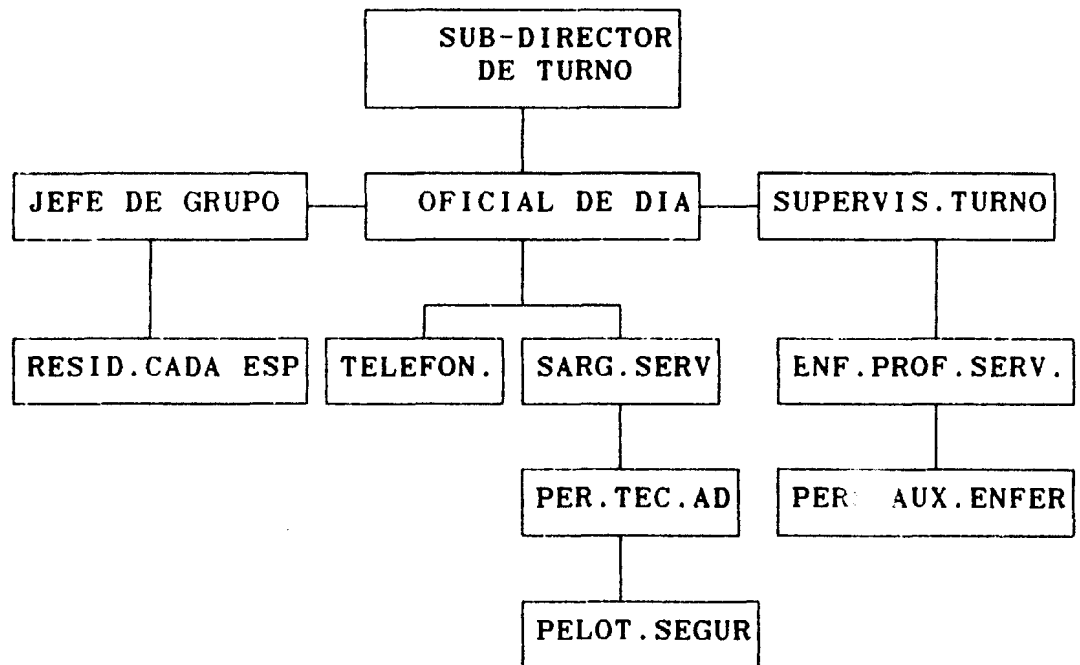 SUB-DIRECTOR
DE TURNO
JEFE DE GRUPO
OFICIAL DE DIA
SUPERVIS.TURNO
RESID.CADA ESP
TELEFON.
SARG.SERV
ENF.PROF.SERV.
PER.TEC.AD
PER AUX.ENFER
PELOT.SEGUR